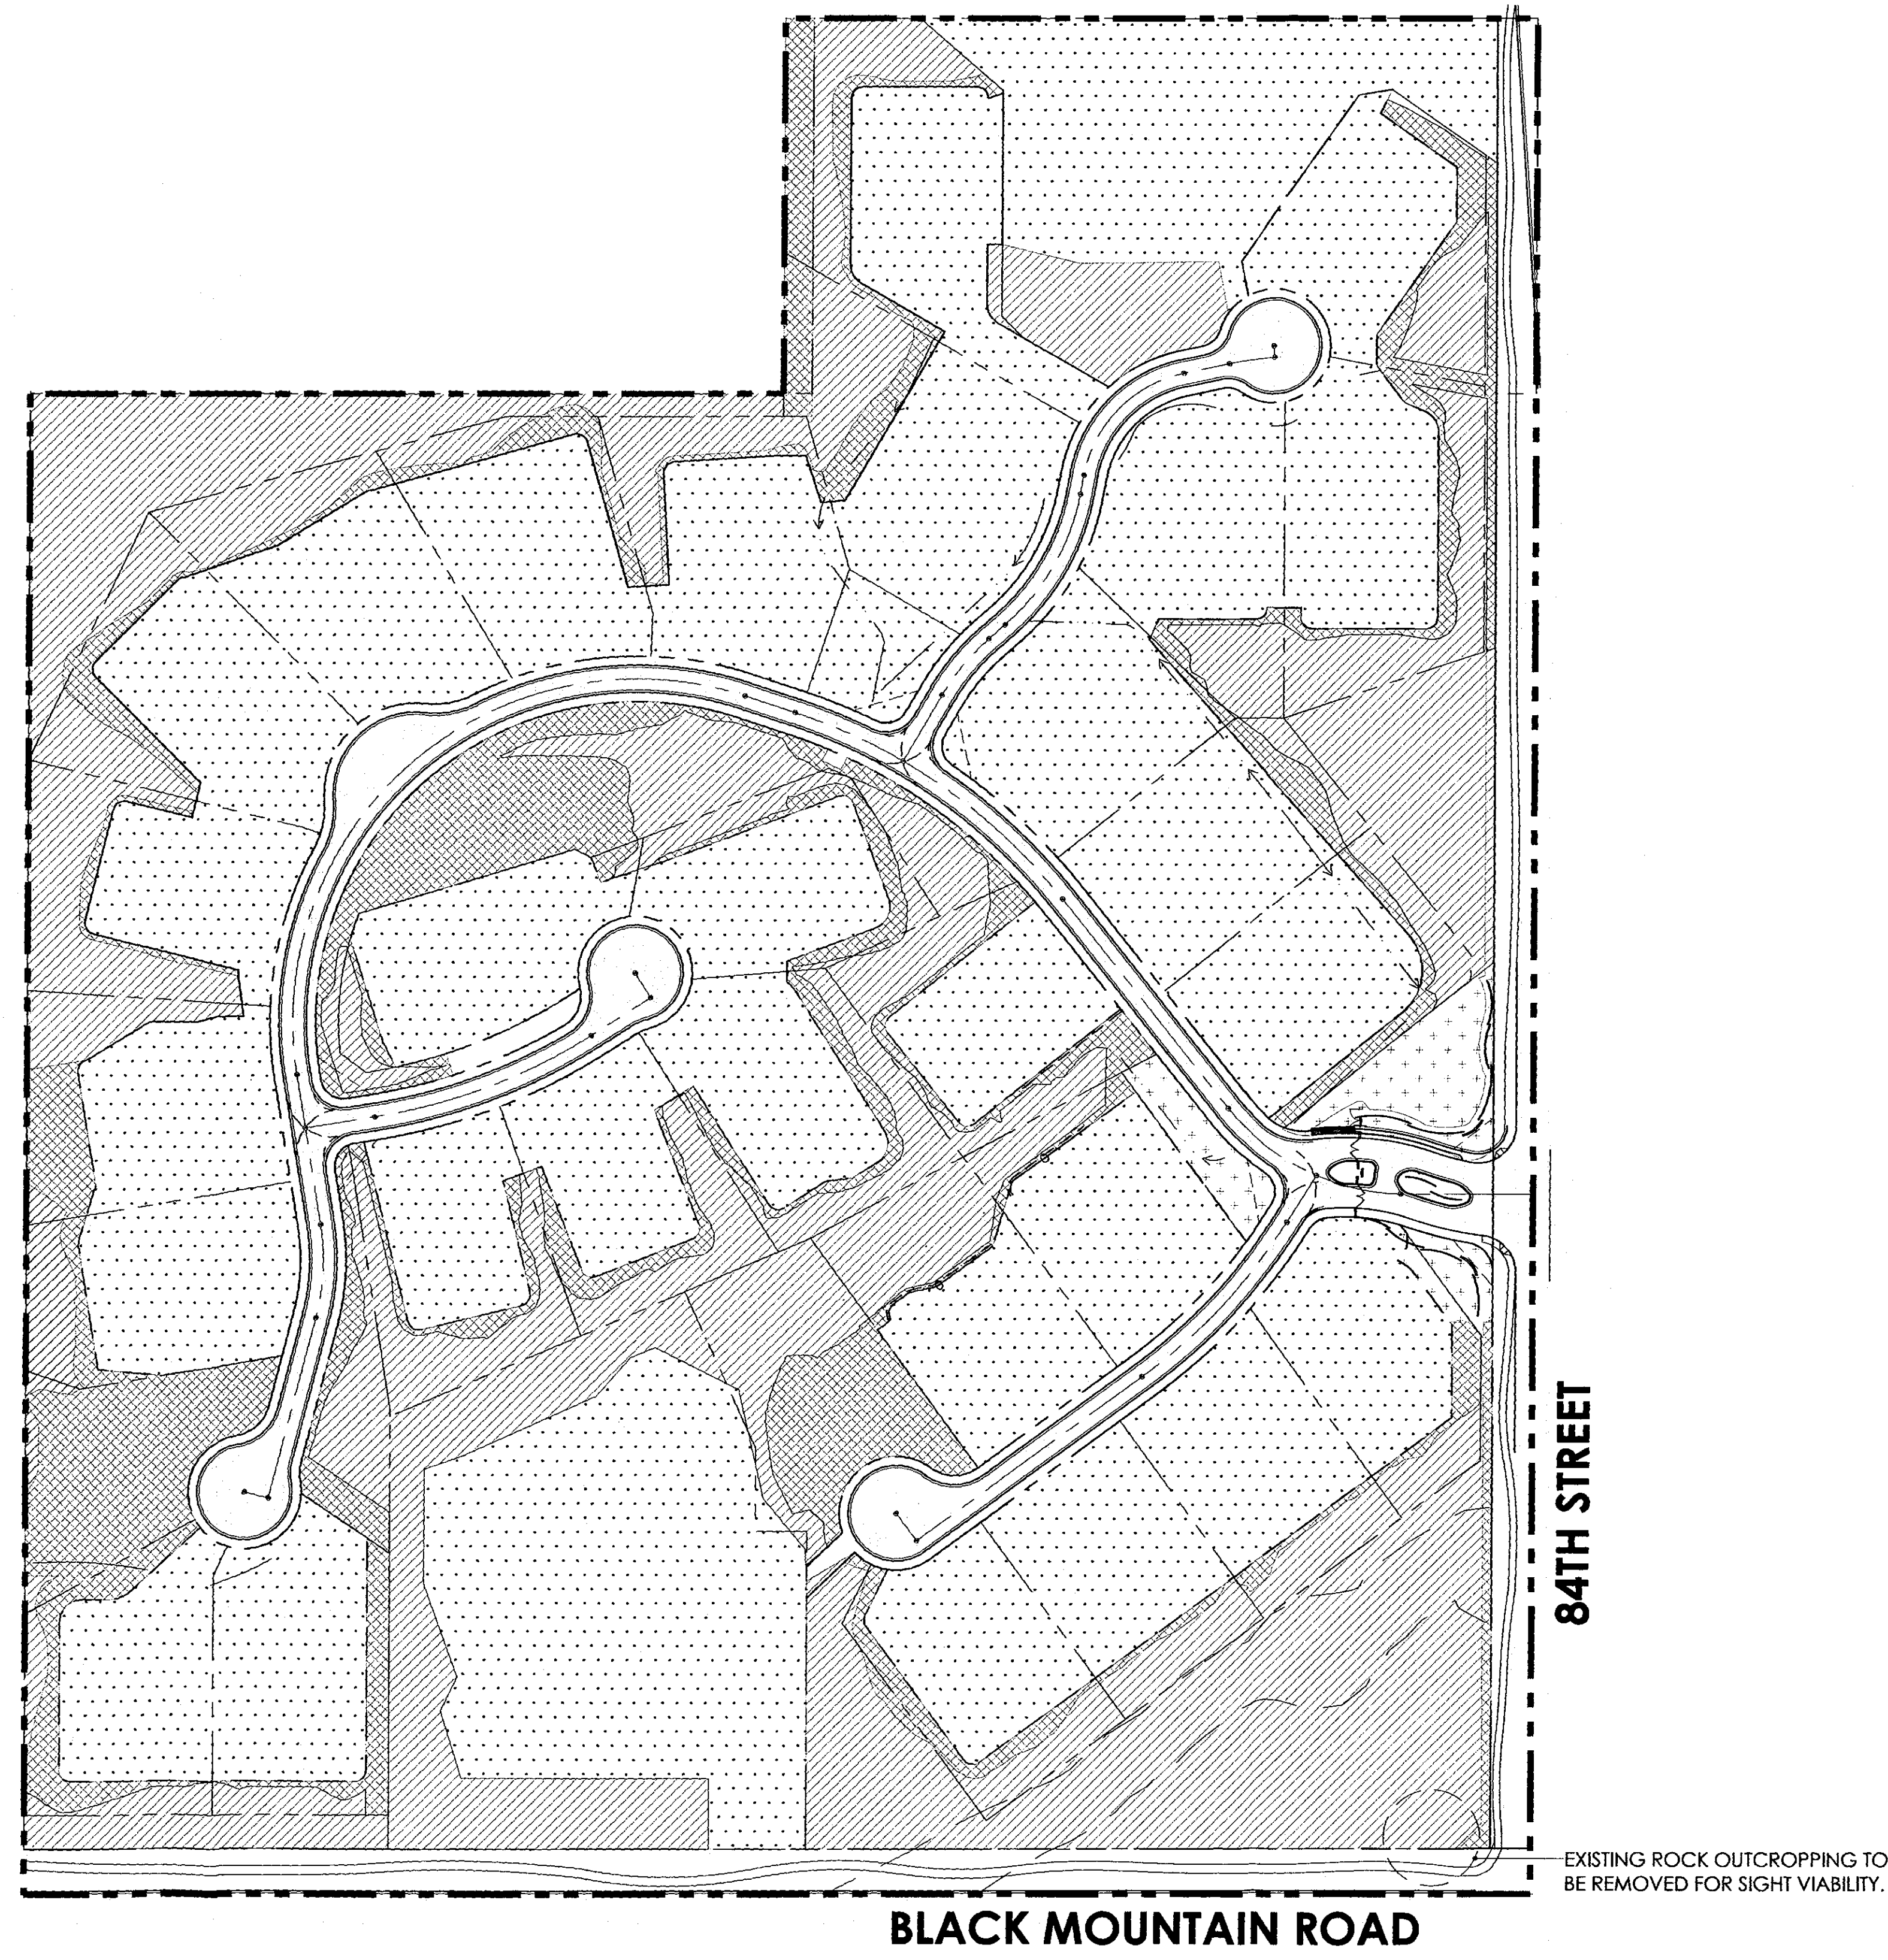 84TH STREET
EXISTING ROCK OUTCROPPING TO
BE REMOVED FOR SIGHT VIABILITY.
BLACK MOUNTAIN ROAD